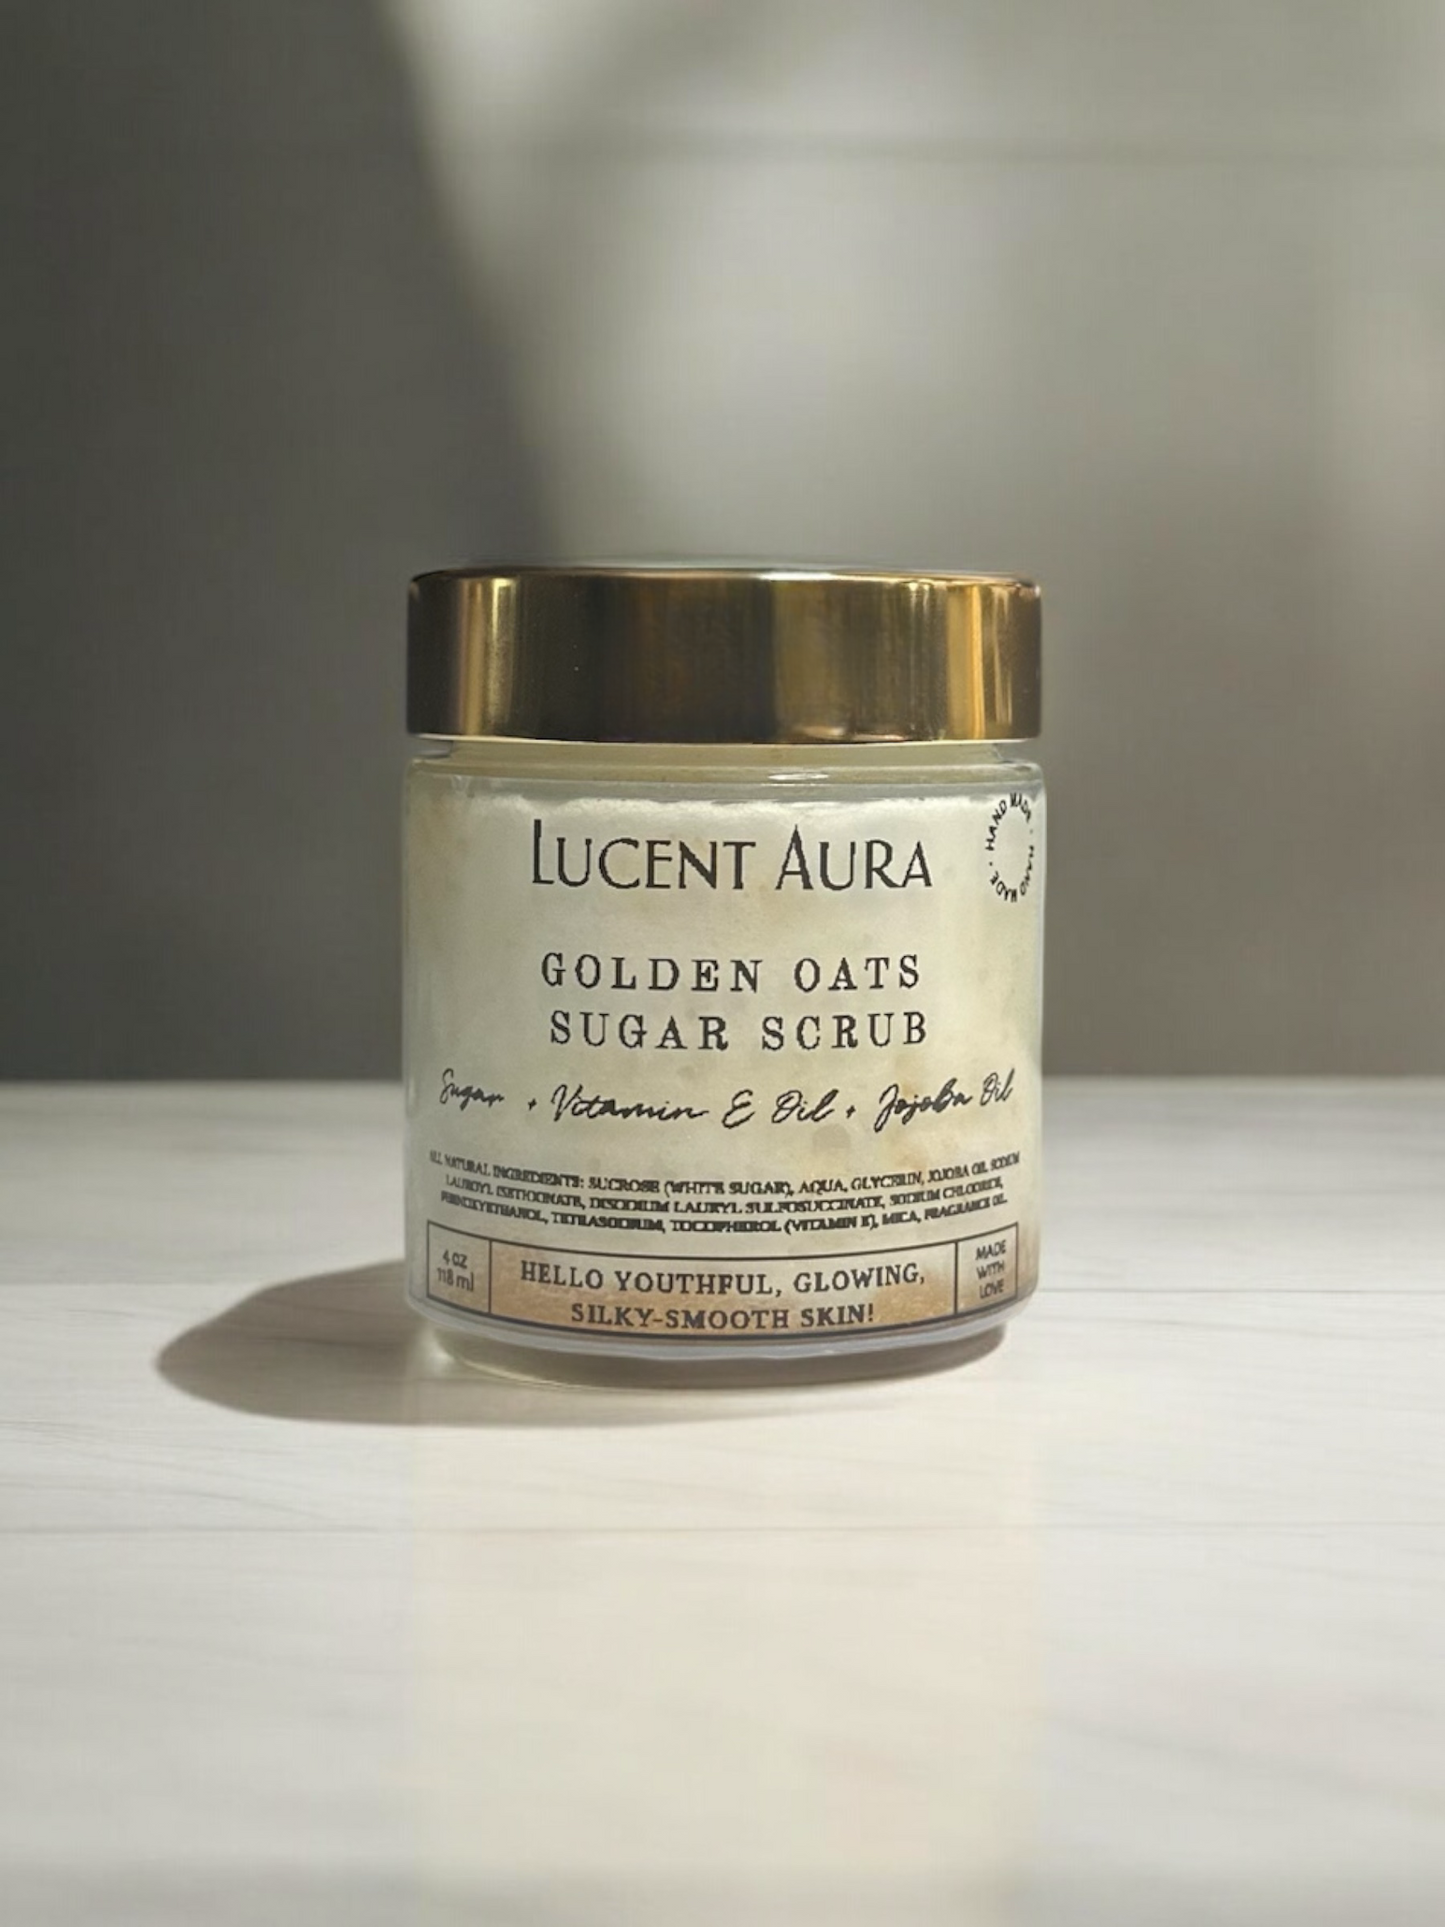 LUCENT AURA
HAND MADE · HAND MADE ·
GOLDEN OATS
SUGAR SCRUB
Sugar + Vitamin E Oil + Jojoba Oil
ALL NATURAL INGREDIENTS: SUCROSE (WHITE SUGAR), AQUA, GLYCERIN, JOJOBA OIL, SODIUM
LAUROYL ISETHIONATE, DISODIUM LAURYL SULFOSUCCINATE, SODIUM CHLORIDE,
PHENOXYETHANOL, TETRASODIUM, TOCOPHEROL (VITAMIN E), MICA, FRAGRANCE OIL.
4 OZ
118 ml
HELLO YOUTHFUL, GLOWING,
SILKY-SMOOTH SKIN!
MADE
WITH
LOVE